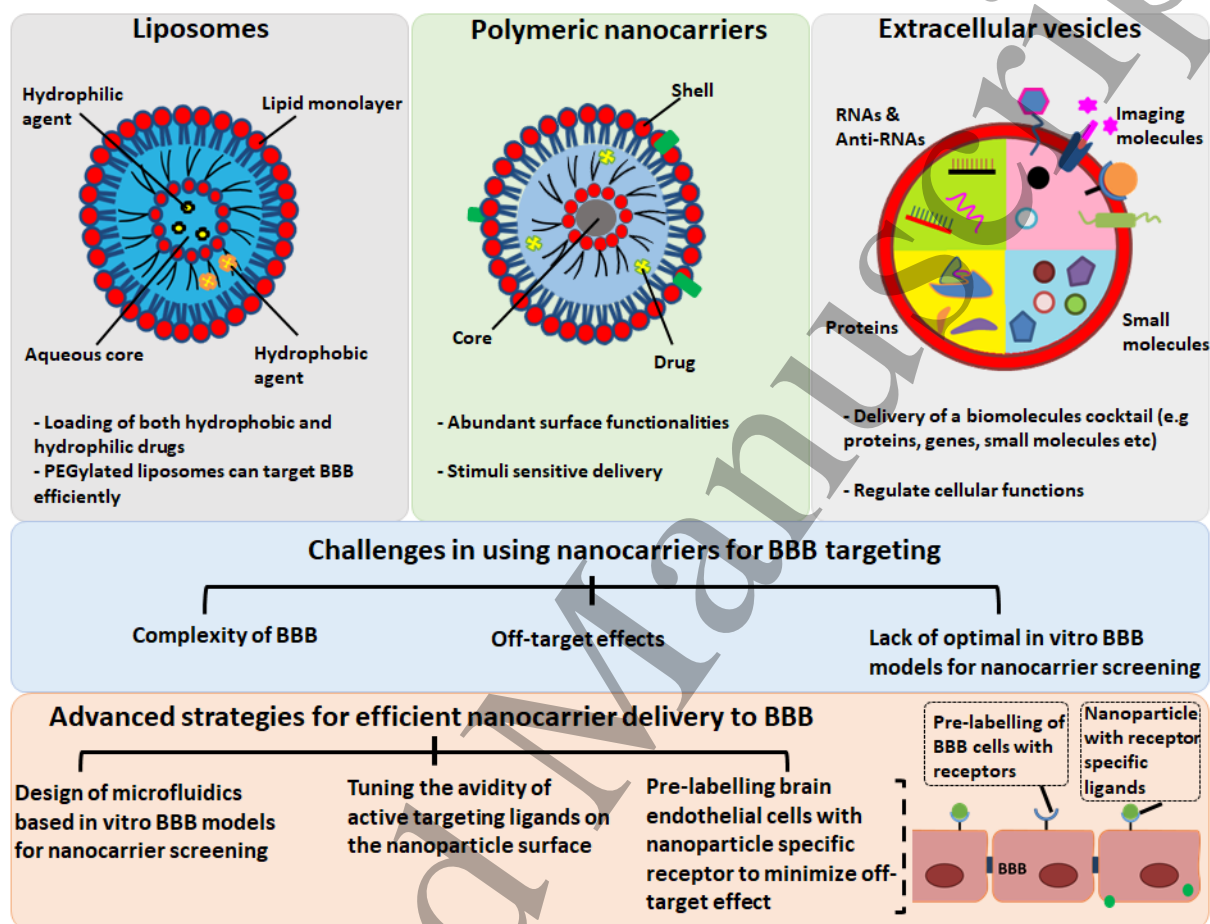 Liposomes
Hydrophilic
agent
Lipid monolayer
Aqueous core
Hydrophobic
agent
- Loading of both hydrophobic and
hydrophilic drugs
- PEGylated liposomes can target BBB
efficiently
Polymeric nanocarriers
Shell
Core
Drug
- Abundant surface functionalities
- Stimuli sensitive delivery
Extracellular vesicles
RNAs &
Anti-RNAs
Imaging
molecules
Proteins
Small
molecules
- Delivery of a biomolecules cocktail (e.g
proteins, genes, small molecules etc)
- Regulate cellular functions
Challenges in using nanocarriers for BBB targeting
Complexity of BBB
Off-target effects
Lack of optimal in vitro BBB
models for nanocarrier screening
Advanced strategies for efficient nanocarrier delivery to BBB
Design of microfluidics
based in vitro BBB models
for nanocarrier screening
Tuning the avidity of
active targeting ligands on
the nanoparticle surface
Pre-labelling brain
endothelial cells with
nanoparticle specific
receptor to minimize off-
target effect
Pre-labelling of
BBB cells with
receptors
Nanoparticle
with receptor
specific
ligands
BBB
d Manuscrip